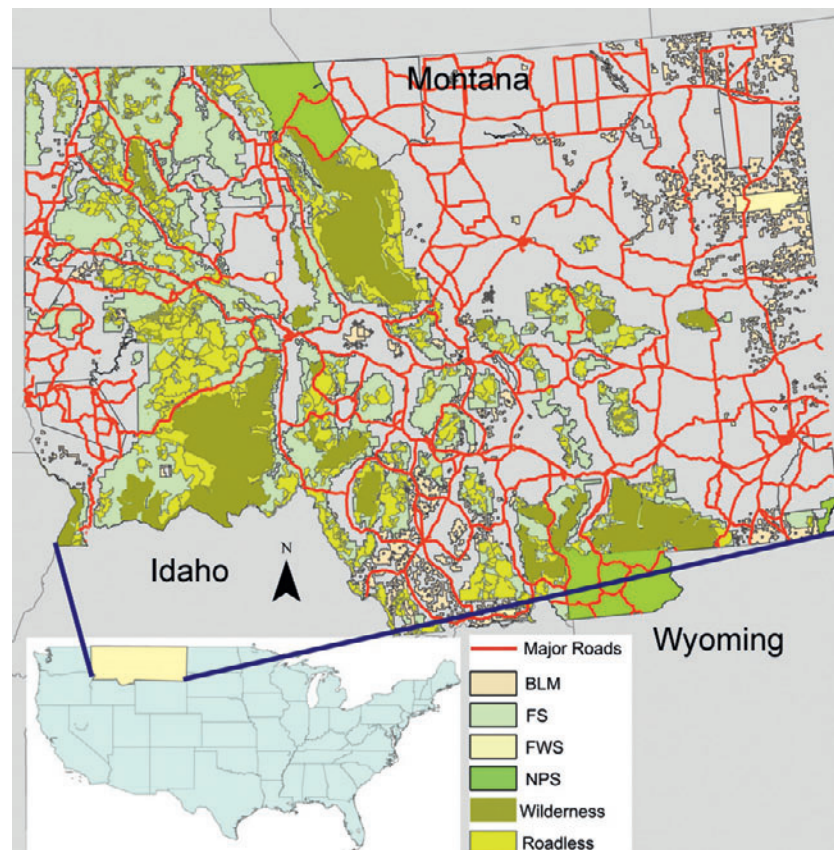 Montana
Idaho
N
Wyoming
Major Roads
BLM
FS
FWS
NPS
Wilderness
Roadless